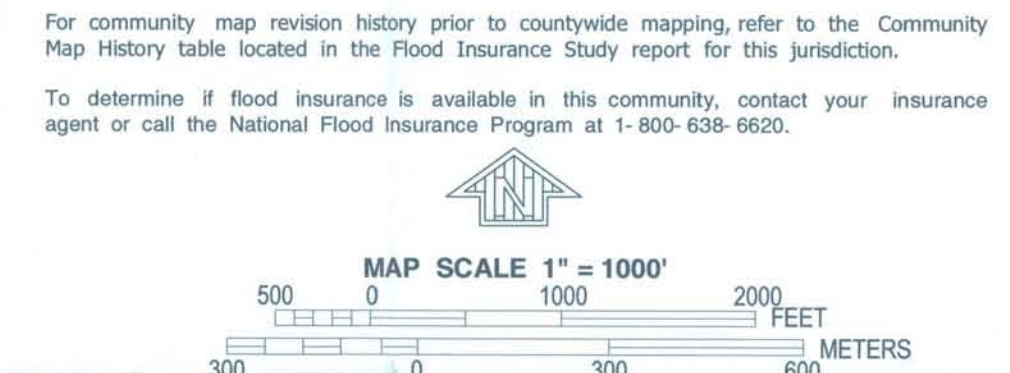 For community map revision history prior to countywide mapping, refer to the Community
Map History table located in the Flood Insurance Study report for this jurisdiction.
To determine if flood insurance is available in this community, contact your insurance
agent or call the National Flood Insurance Program at 1- 800- 638- 6620.
N
MAP SCALE 1" = 1000'
500 0 1000 2000
FEET
METERS
300 0 300 600